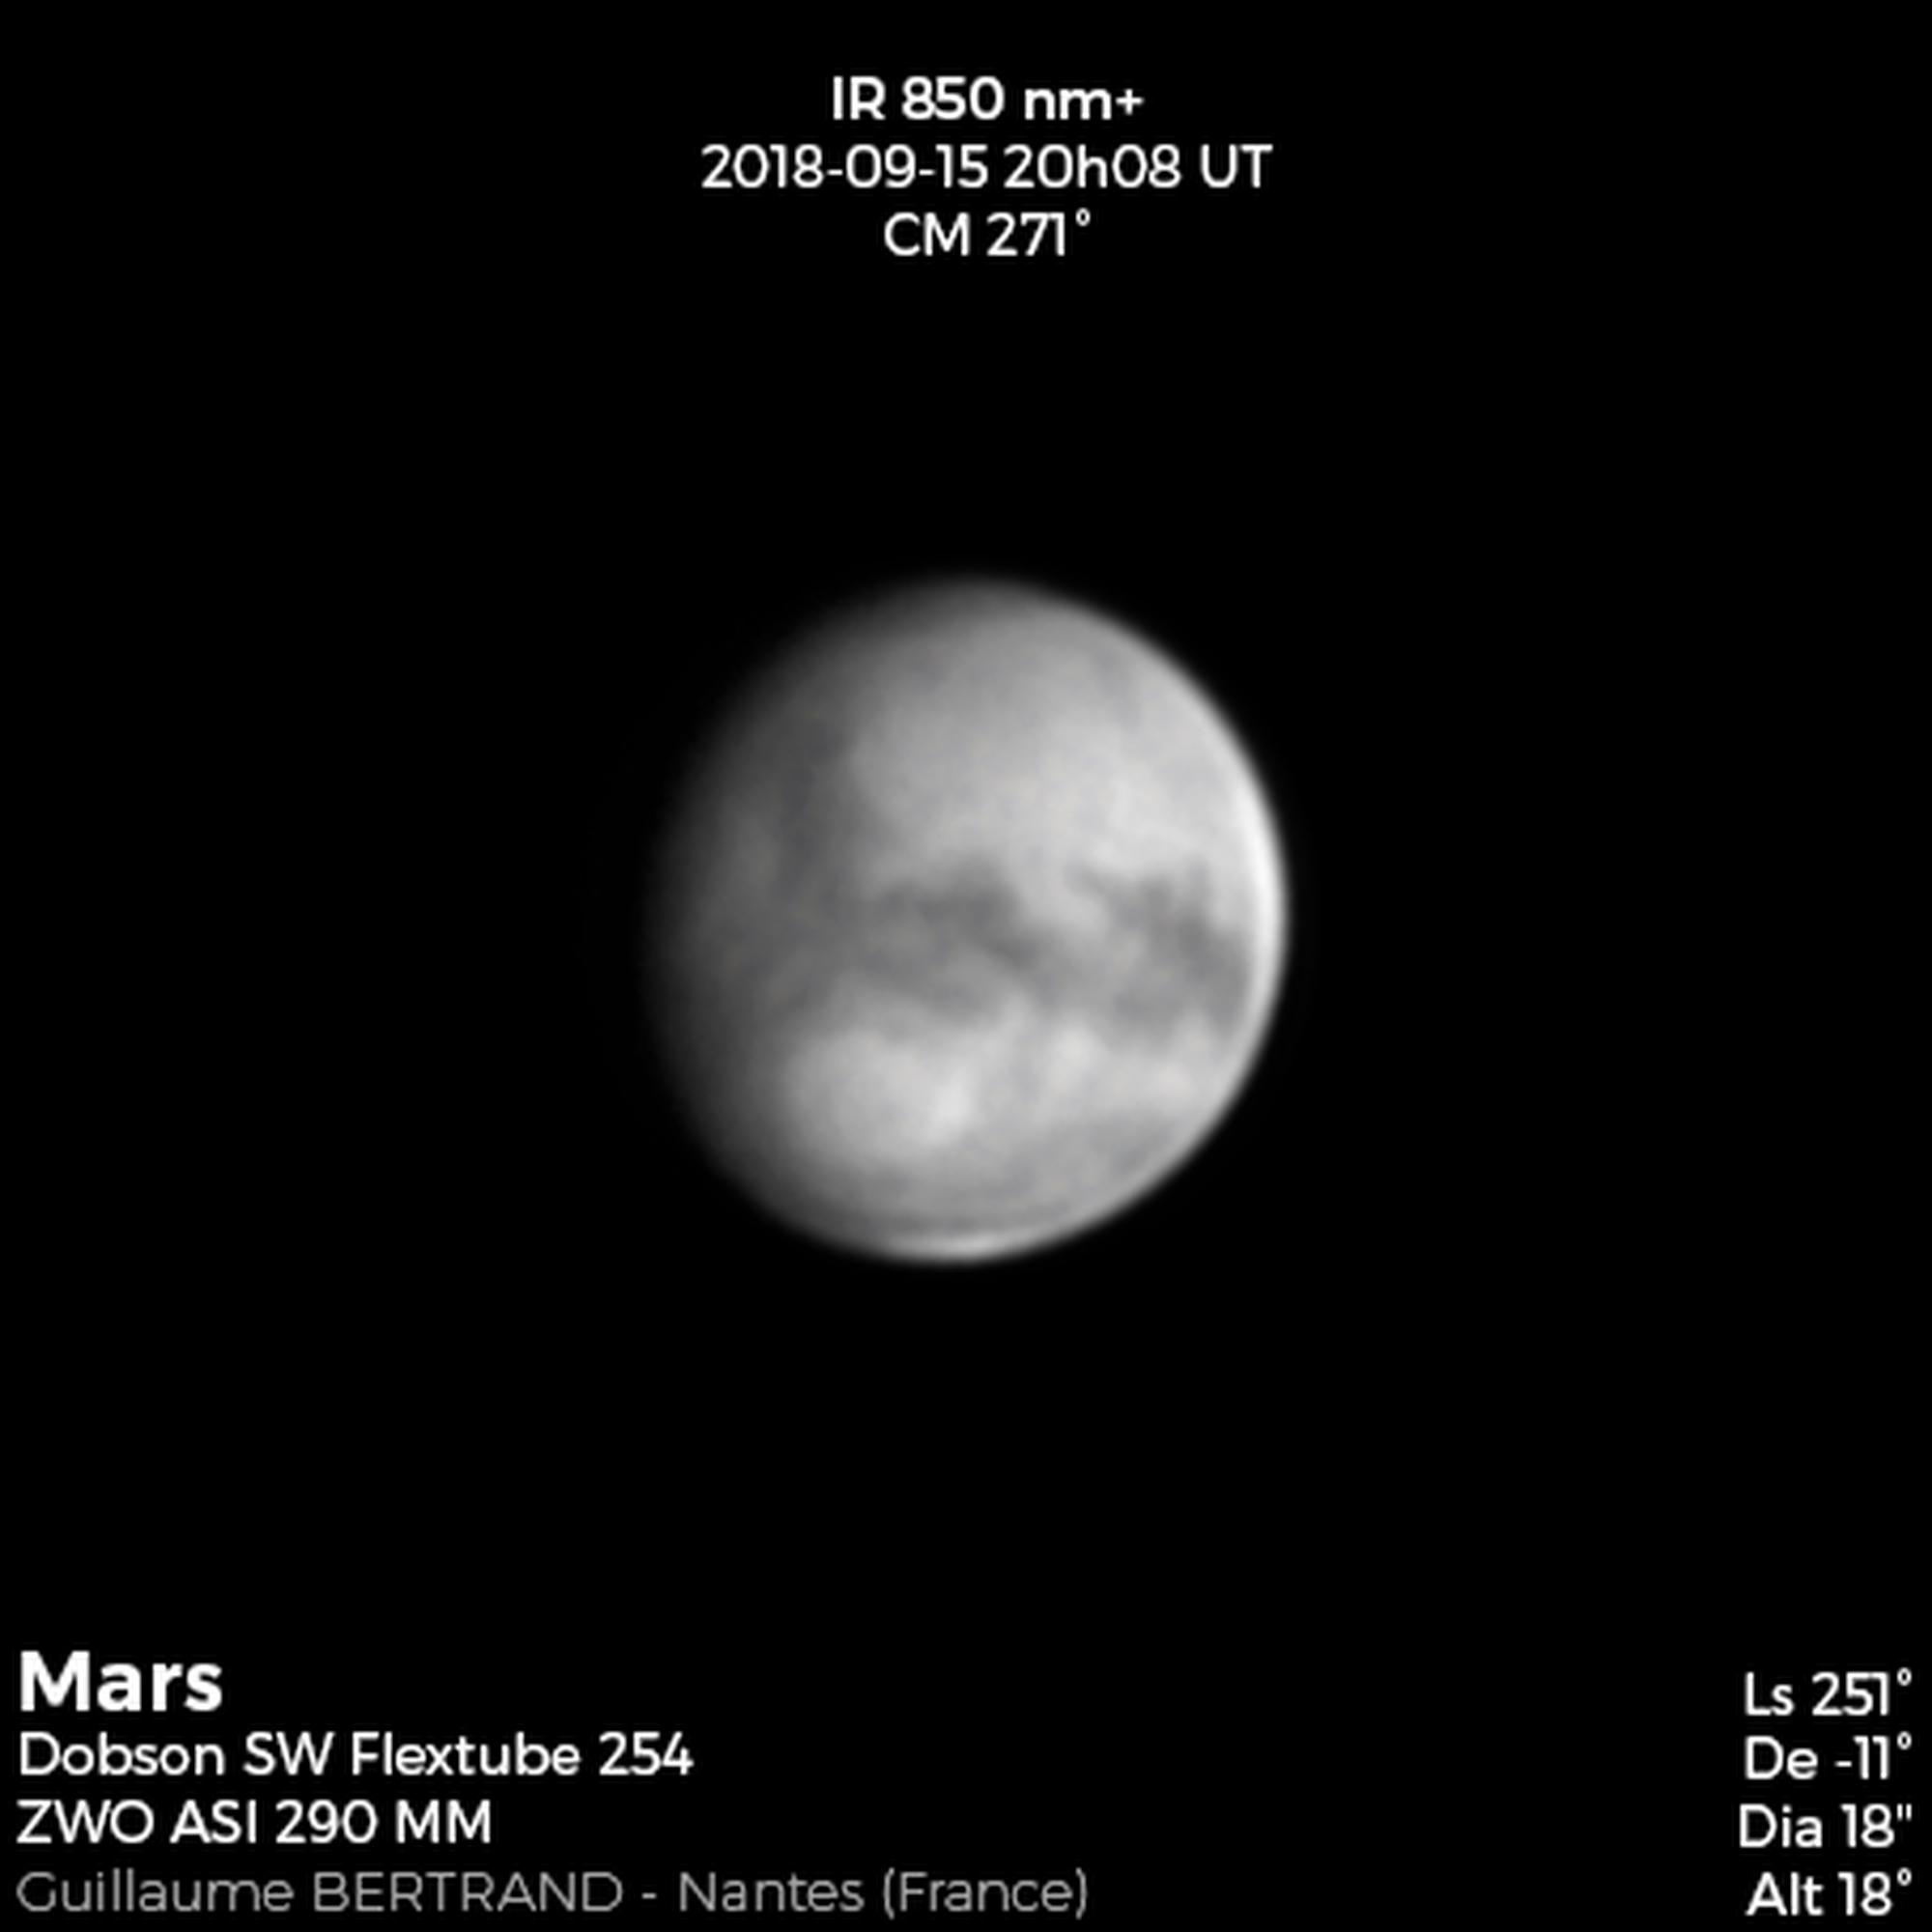 IR 850 nm+
2018-09-15 20h08 UT
CM 271°
Mars
Dobson SW Flextube 254
ZWO ASI 290 MM
Guillaume BERTRAND - Nantes (France)
Ls 251°
De -11°
Dia 18"
Alt 18°